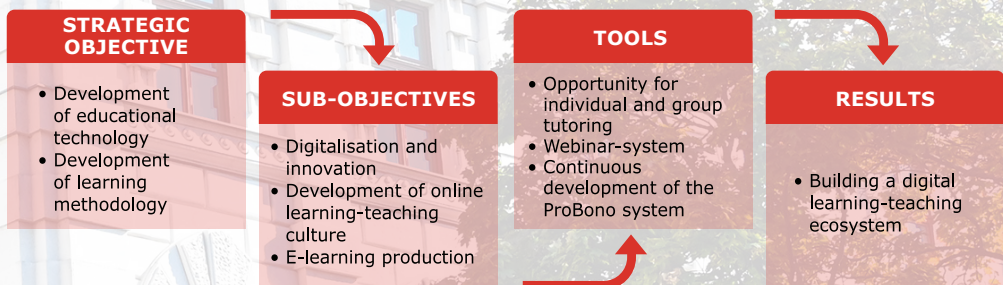 STRATEGIC
OBJECTIVE
• Development
of educational
technology
• Development
of learning
methodology
SUB-OBJECTIVES
• Digitalisation and
innovation
• Development of online
learning-teaching
culture
• E-learning production
TOOLS
• Opportunity for
individual and group
tutoring
• Webinar-system
• Continuous
development of the
ProBono system
RESULTS
• Building a digital
learning-teaching
ecosystem